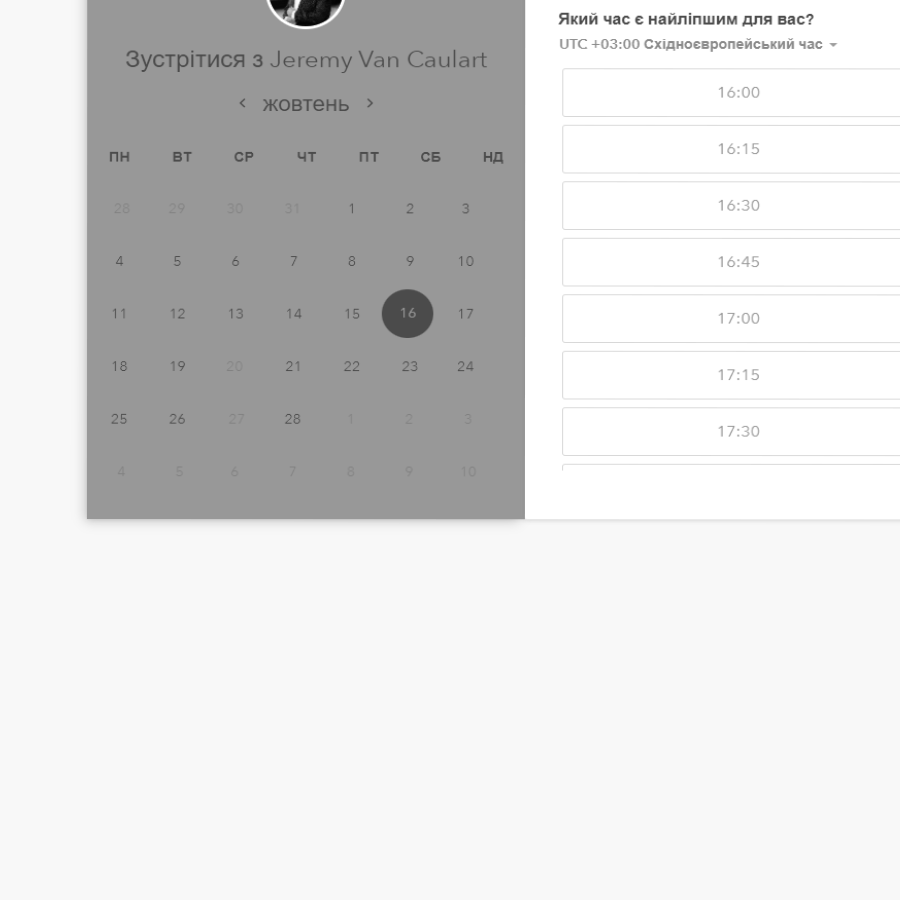 Зустрітися з Jeremy Van Caulart
жовтень
ПН ВТ СР ЧТ ПТ СБ НД
28 29 30 31 1 2 3
4 5 6 7 8 9 10
11 12 13 14 15 16 17
18 19 20 21 22 23 24
25 26 27 28 1 2 3
4 5 6 7 8 9 10
Який час є найліпшим для вас?
UTC +03:00 Східноєвропейський час
16:00
16:15
16:30
16:45
17:00
17:15
17:30